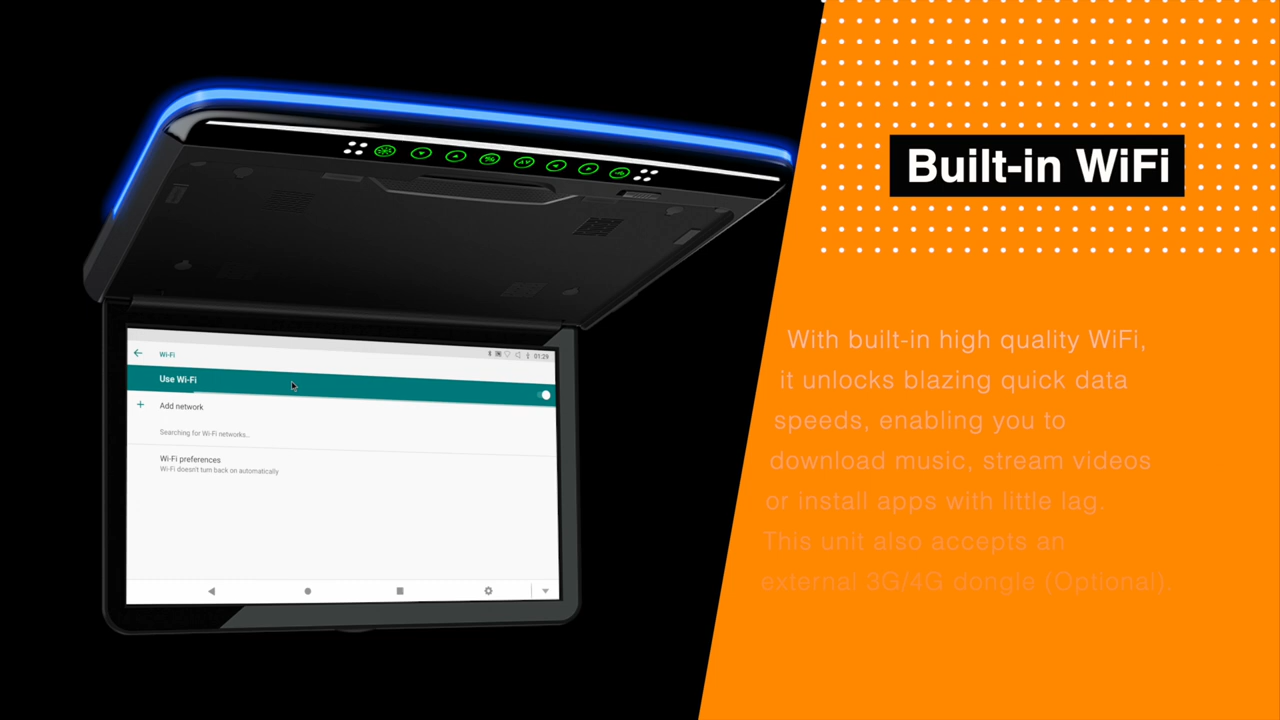 Built-in WiFi
With built-in high quality WiFi,
it unlocks blazing quick data
speeds, enabling you to
download music, stream videos
or install apps with little lag.
This unit also accepts an
external 3G/4G dongle (Optional).
Wi-Fi
01:29
Use Wi-Fi
Add network
Searching for Wi-Fi networks...
Wi-Fi preferences
Wi-Fi doesn't turn back on automatically